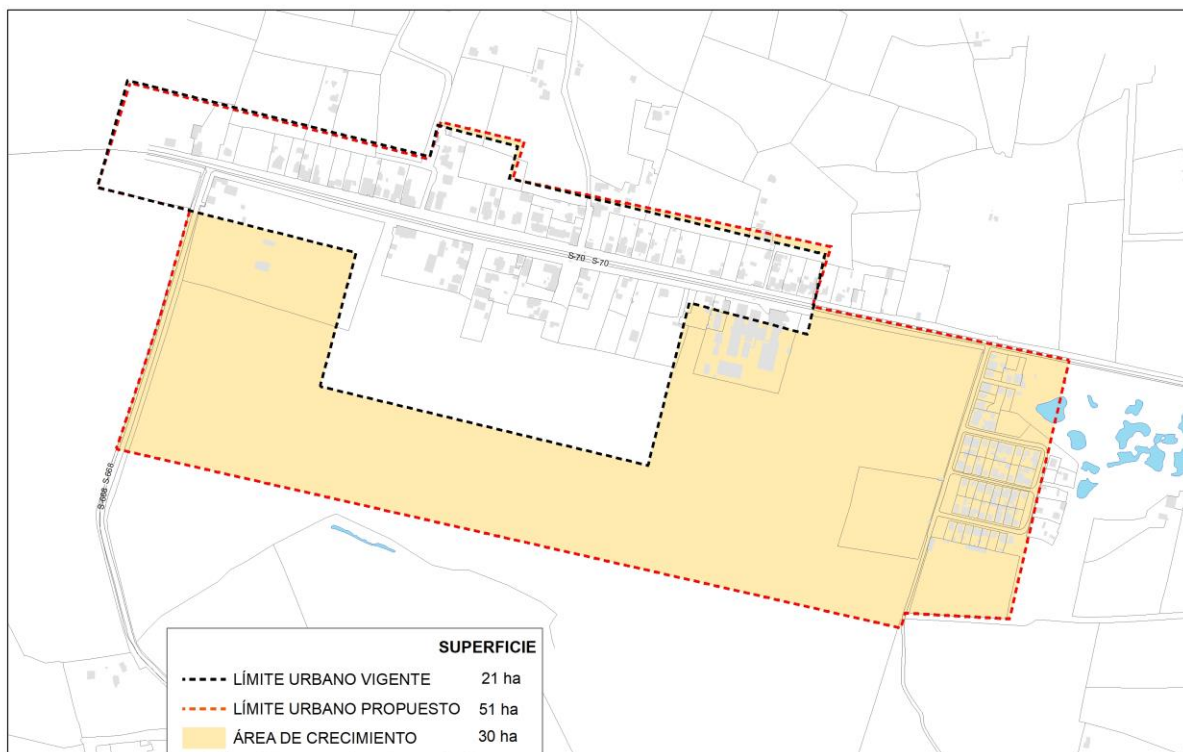 S-70 S-70
S-668 S-668
SUPERFICIE
LÍMITE URBANO VIGENTE 21 ha
LÍMITE URBANO PROPUESTO 51 ha
ÁREA DE CRECIMIENTO 30 ha